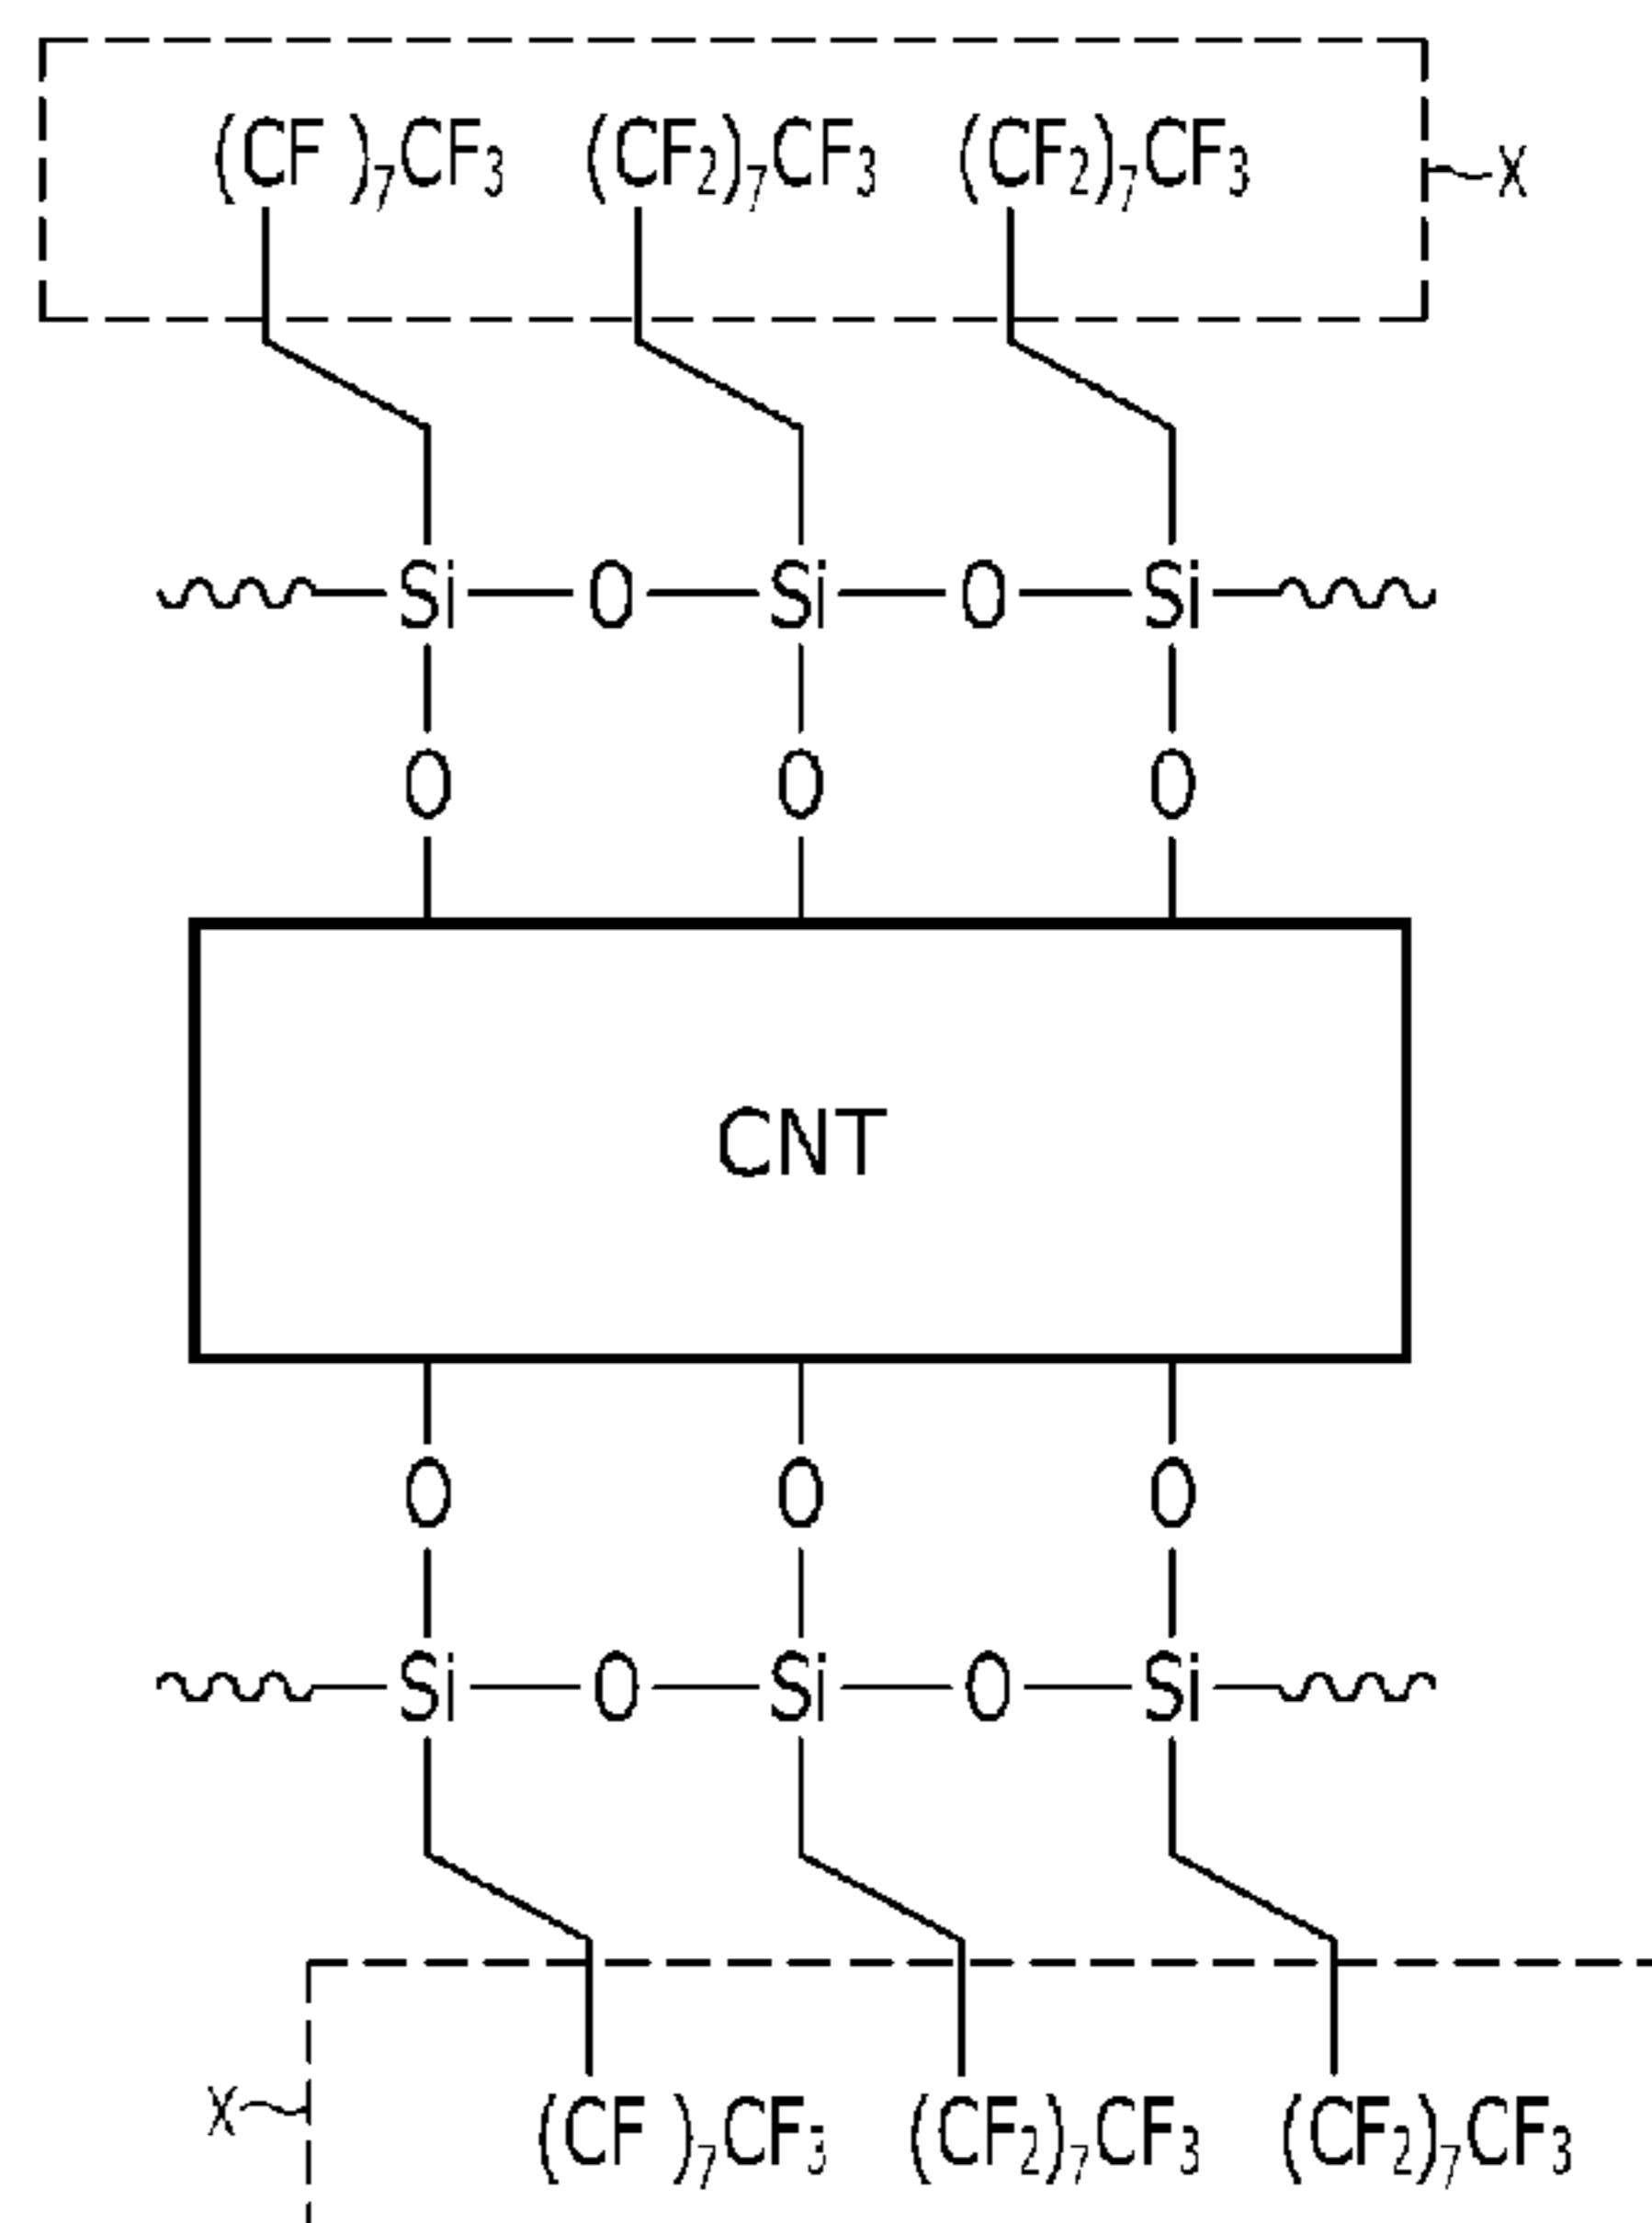 (CF )₇CF₃ (CF₂)₇CF₃ (CF₂)₇CF₃ X
Si O Si O Si
O O O
CNT
O O O
Si O Si O Si
X (CF )₇CF₃ (CF₂)₇CF₃ (CF₂)₇CF₃